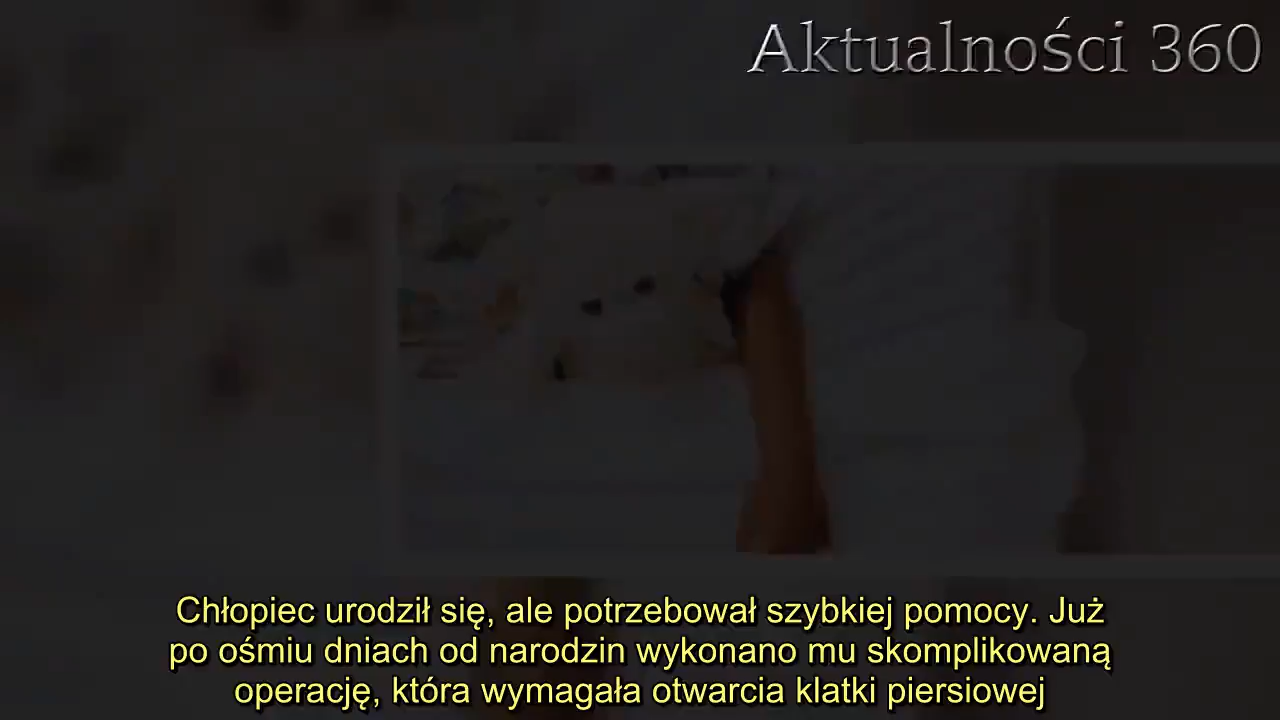 Aktualności 360
Chłopiec urodził się, ale potrzebował szybkiej pomocy. Już
po ośmiu dniach od narodzin wykonano mu skomplikowaną
operację, która wymagała otwarcia klatki piersiowej